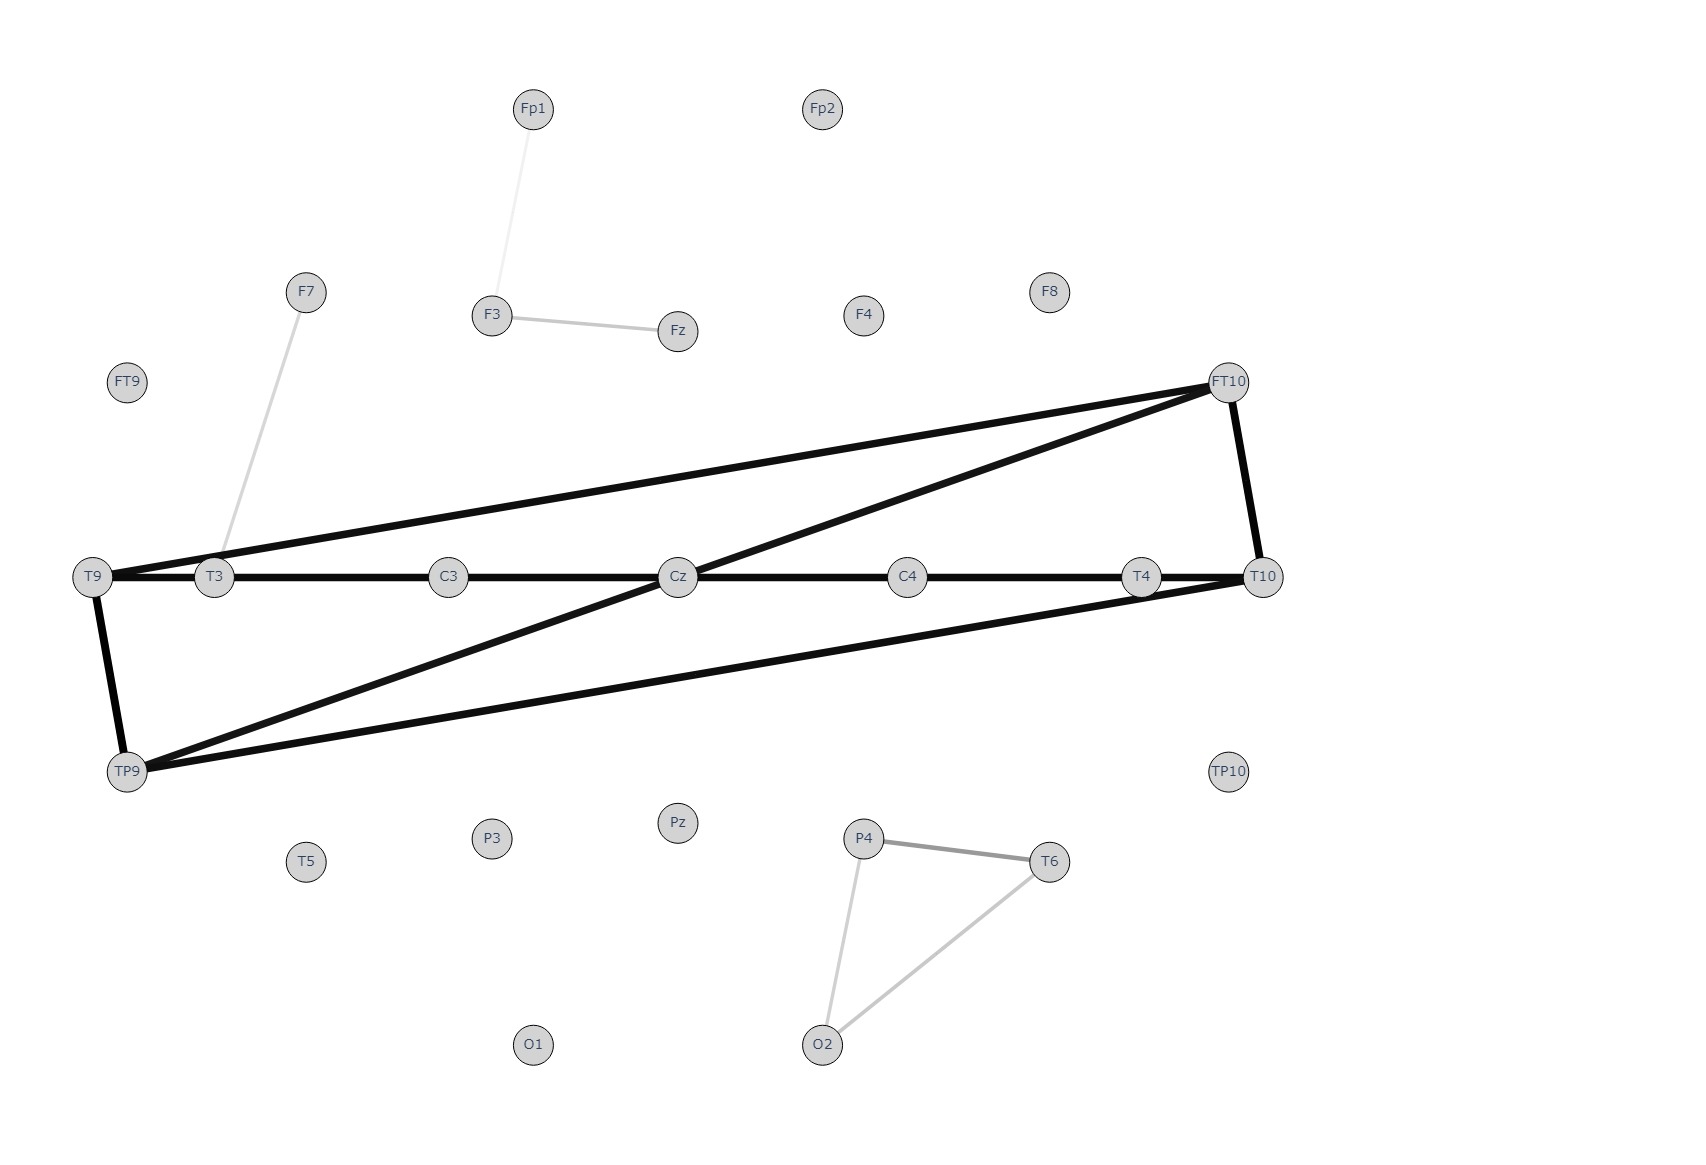 Fp1 Fp2
F7 F3 Fz F4 F8
FT9 FT10
T9 T3 C3 Cz C4 T4 T10
TP9 TP10
T5 P3 Pz P4 T6
O1 O2